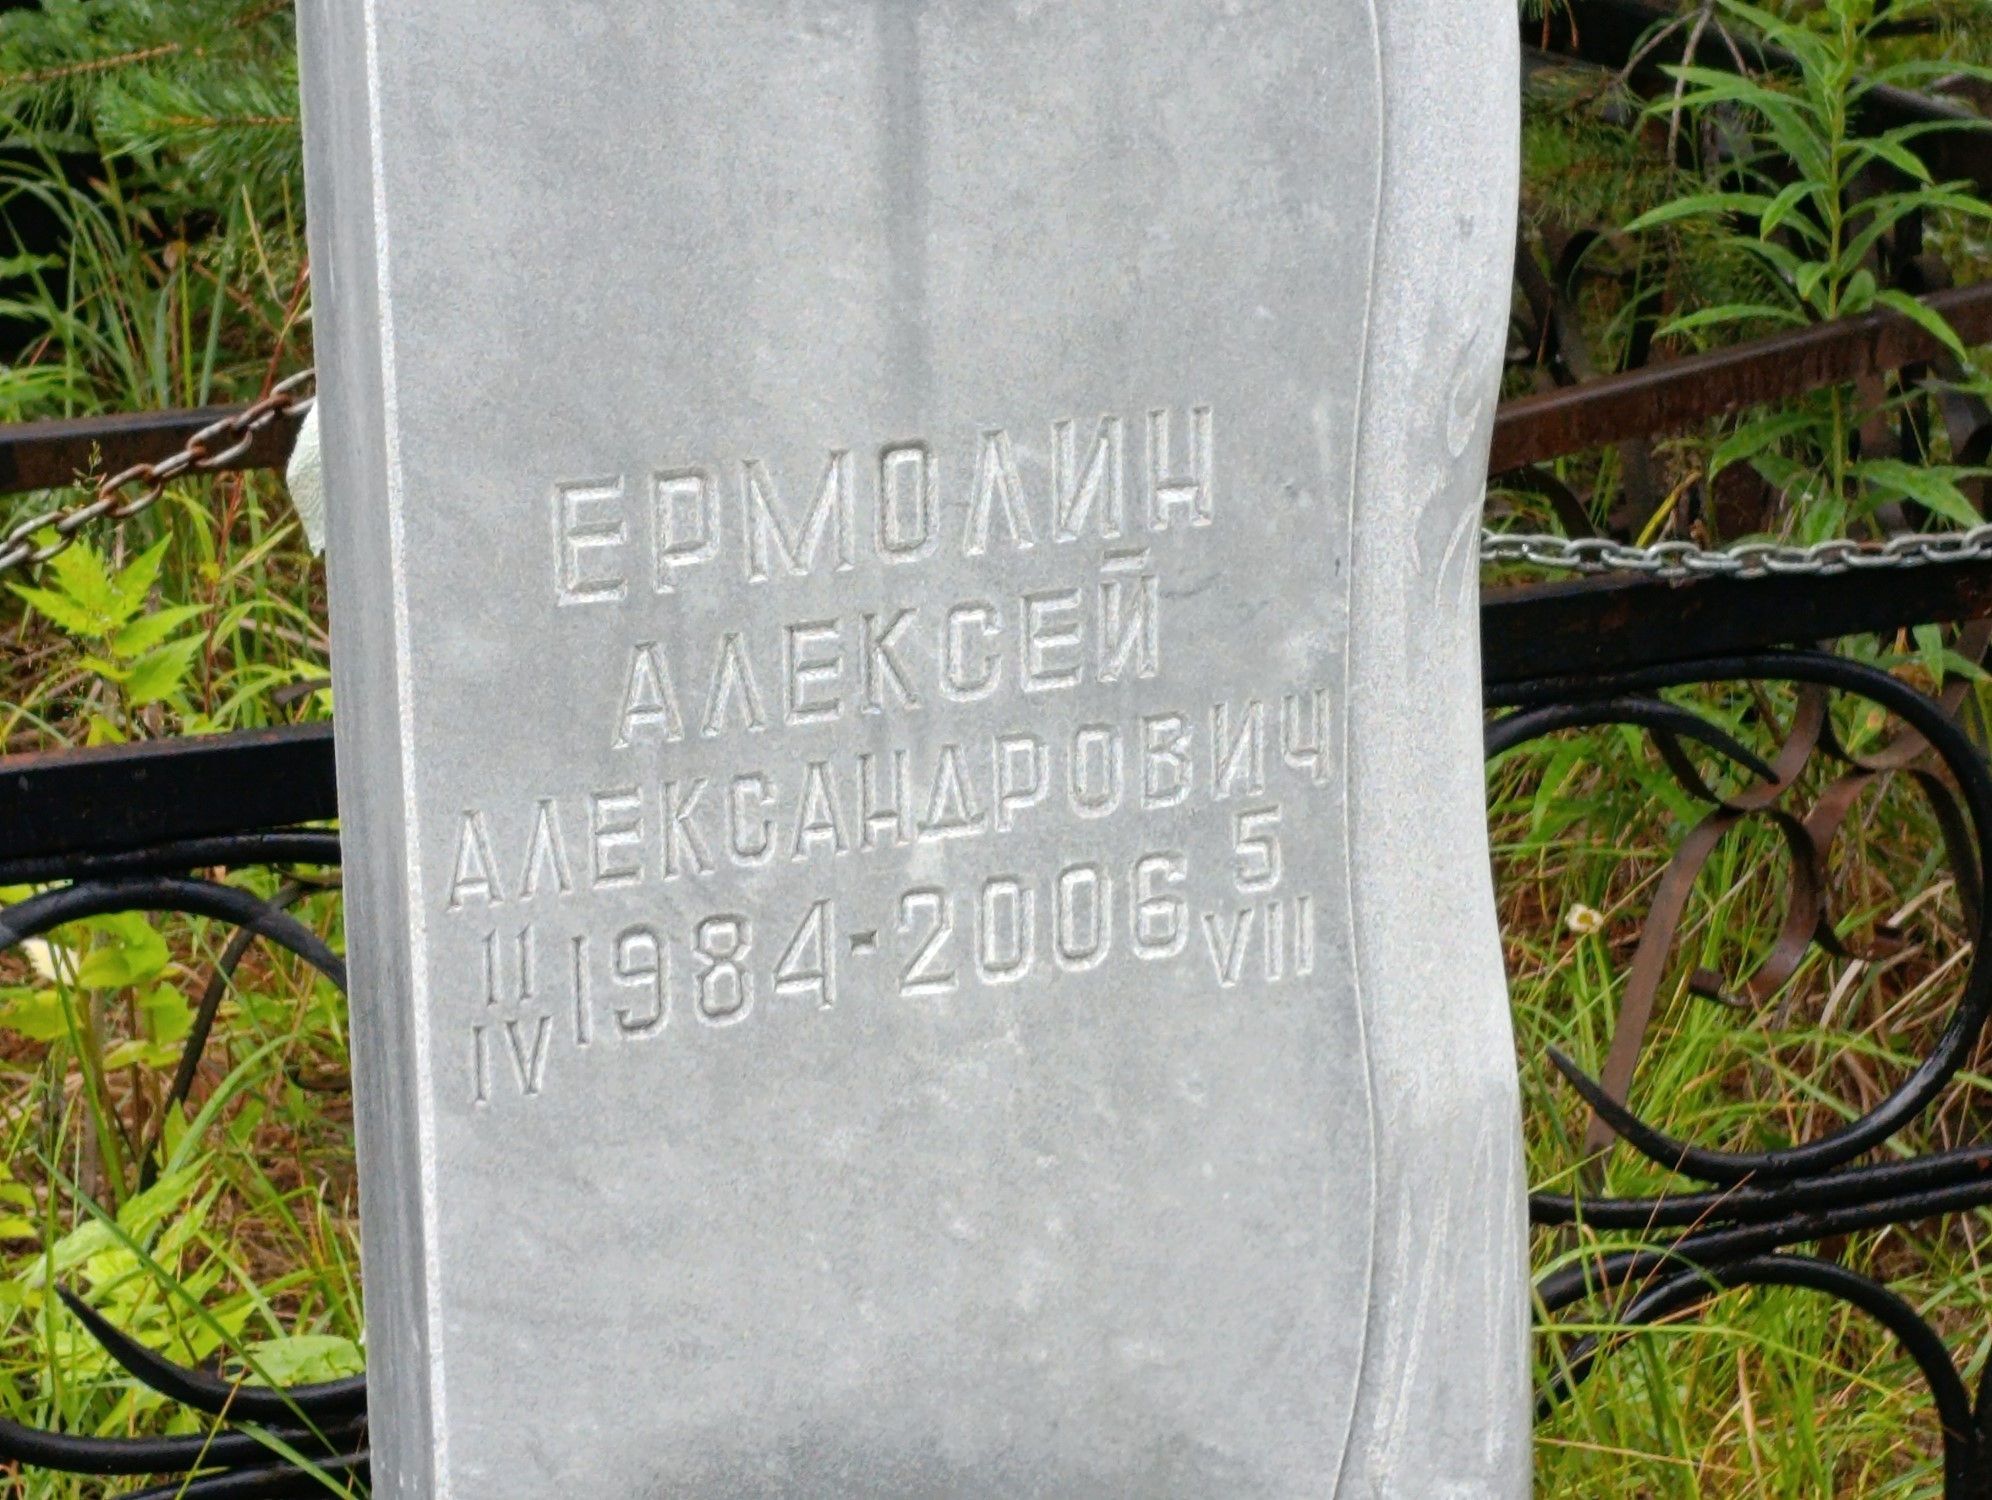 ЕРМОЛИН
АЛЕКСЕЙ
АЛЕКСАНДРОВИЧ
11 IV 1984-2006 5 VII